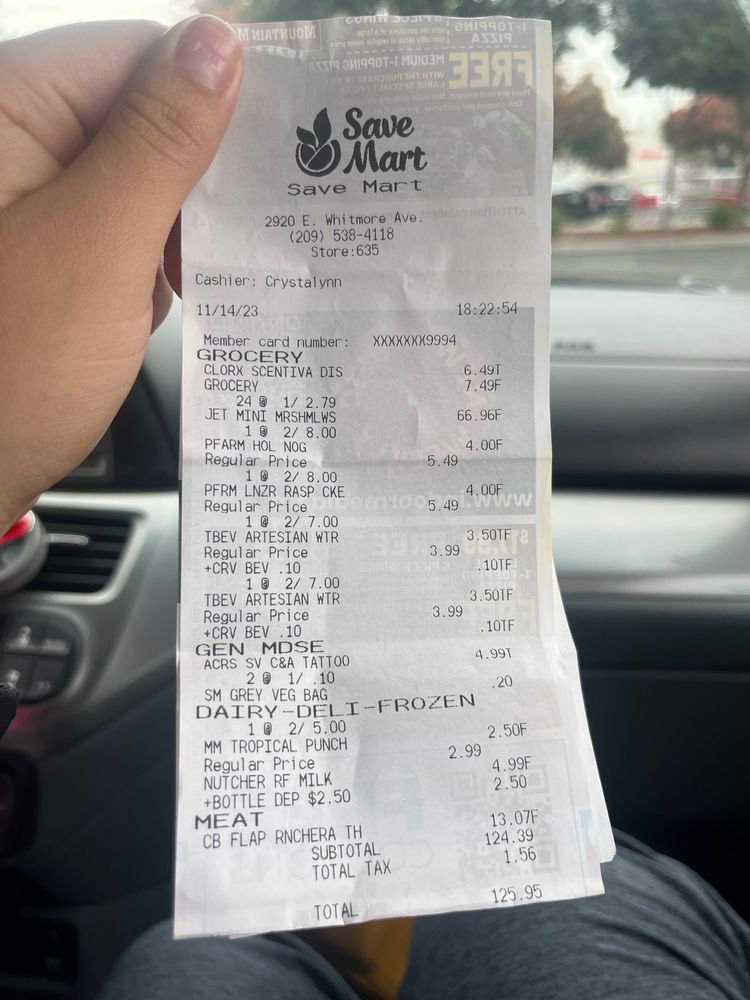 Save
Mart
Save Mart
2920 E. Whitmore Ave.
(209) 538-4118
Store:635
Cashier: Crystalynn
11/14/23 18:22:54
Member card number: XXXXXXX9994
GROCERY
CLORX SCENTIVA DIS 6.49T
GROCERY 7.49F
24 @ 1/ 2.79
JET MINI MRSHMLWS 66.96F
1 @ 2/ 8.00
PFARM HOL NOG 4.00F
Regular Price 5.49
1 @ 2/ 8.00
PFRM LNZR RASP CKE 4.00F
Regular Price 5.49
1 @ 2/ 7.00
TBEV ARTESIAN WTR 3.50TF
Regular Price 3.99
+CRV BEV .10 .10TF
1 @ 2/ 7.00
TBEV ARTESIAN WTR 3.50TF
Regular Price 3.99
+CRV BEV .10 .10TF
GEN MDSE
ACRS SV C&A TATTOO 4.99T
2 @ 1/ .10
SM GREY VEG BAG .20
DAIRY-DELI-FROZEN
1 @ 2/ 5.00
MM TROPICAL PUNCH 2.50F
Regular Price 2.99
NUTCHER RF MILK 4.99F
+BOTTLE DEP $2.50 2.50
MEAT
CB FLAP RNCHERA TH 13.07F
SUBTOTAL 124.39
TOTAL TAX 1.56
TOTAL 125.95